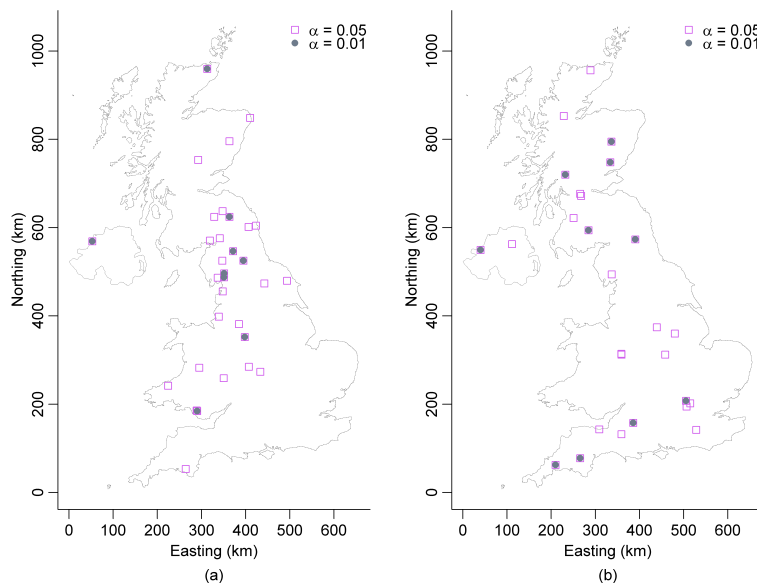 α = 0.05
α = 0.01
α = 0.05
α = 0.01
1000
800
600
400
200
0
Northing (km)
0 100 200 300 400 500 600
Easting (km)
(a)
1000
800
600
400
200
0
Northing (km)
0 100 200 300 400 500 600
Easting (km)
(b)